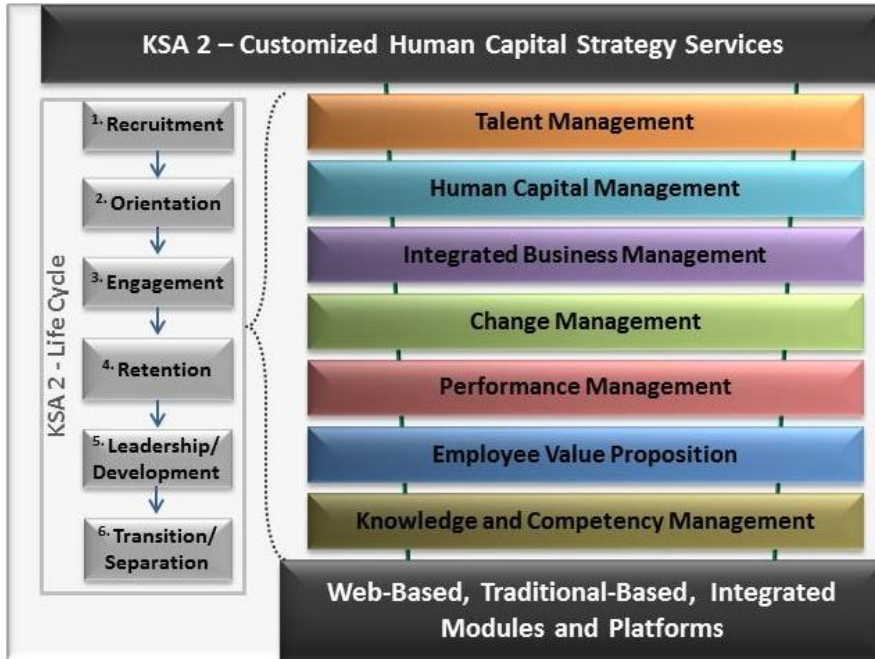 KSA 2 – Customized Human Capital Strategy Services
KSA 2 - Life Cycle
1. Recruitment
2. Orientation
3. Engagement
4. Retention
5. Leadership/
Development
6. Transition/
Separation
Talent Management
Human Capital Management
Integrated Business Management
Change Management
Performance Management
Employee Value Proposition
Knowledge and Competency Management
Web-Based, Traditional-Based, Integrated
Modules and Platforms